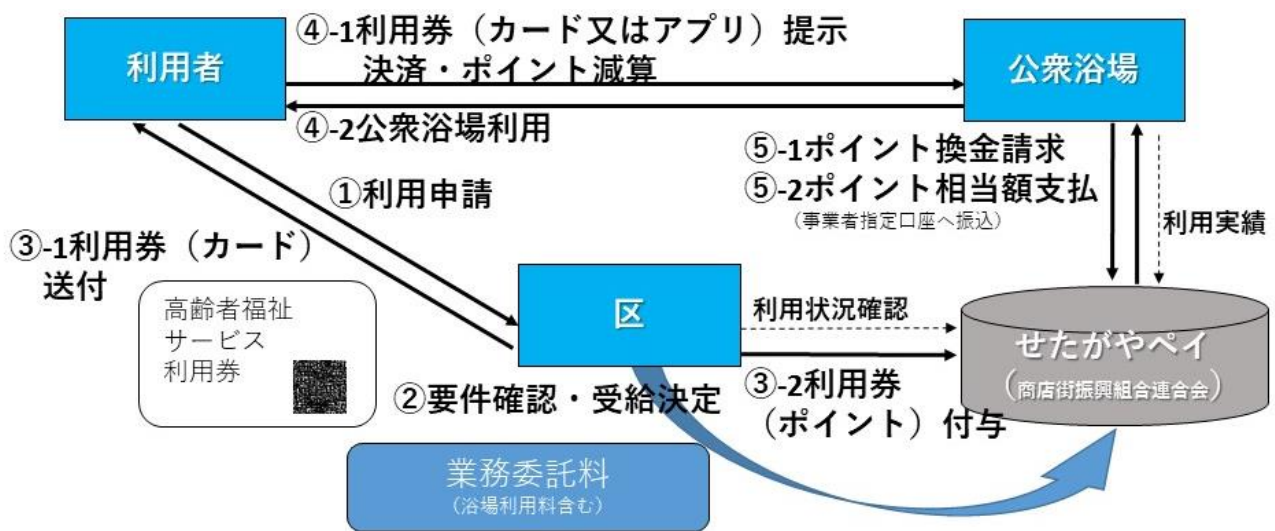 利用者
④-1利用券（カード又はアプリ）提示
決済・ポイント減算
④-2公衆浴場利用
公衆浴場
①利用申請
③-1利用券（カード）
送付
高齢者福祉
サービス
利用券
⑤-1ポイント換金請求
⑤-2ポイント相当額支払
（事業者指定口座へ振込）
利用実績
区
利用状況確認
②要件確認・受給決定
③-2利用券
（ポイント）付与
せたがやペイ
（商店街振興組合連合会）
業務委託料
（浴場利用料含む）